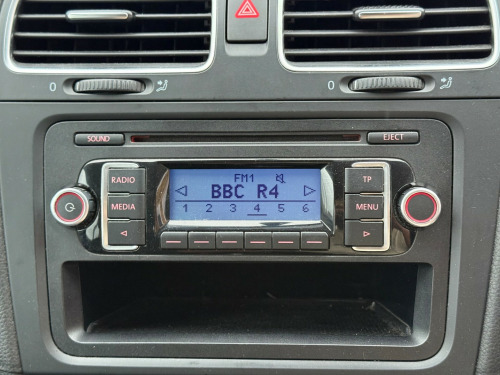 0
0
SOUND
EJECT
RADIO
FM1
TP
MEDIA
BBC R4
MENU
1 2 3 4 5 6